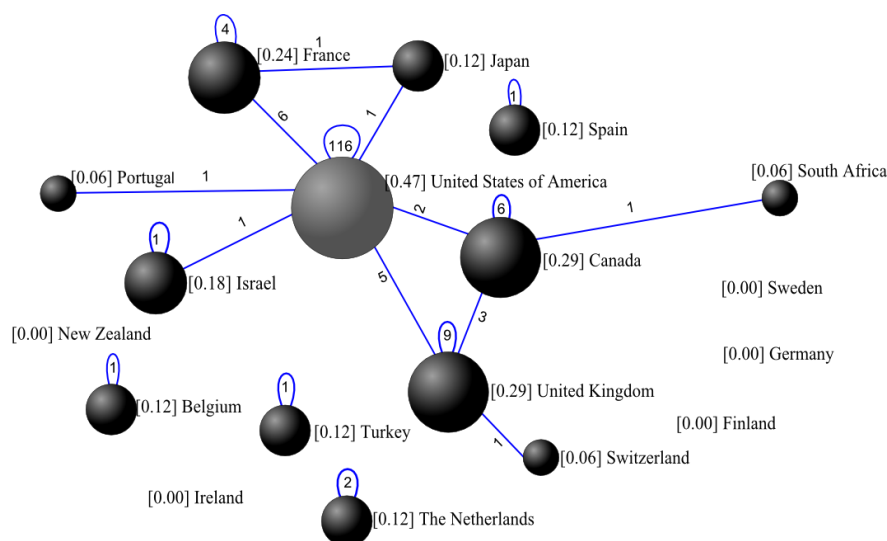 4
1
[0.24] France
[0.12] Japan
6
1
1
[0.12] Spain
116
[0.06] Portugal
1
[0.47] United States of America
[0.06] South Africa
2
6
1
1
1
[0.18] Israel
5
[0.29] Canada
[0.00] Sweden
3
[0.00] New Zealand
9
[0.00] Germany
1
1
[0.29] United Kingdom
[0.12] Belgium
[0.12] Turkey
[0.00] Finland
1
[0.06] Switzerland
2
[0.00] Ireland
[0.12] The Netherlands